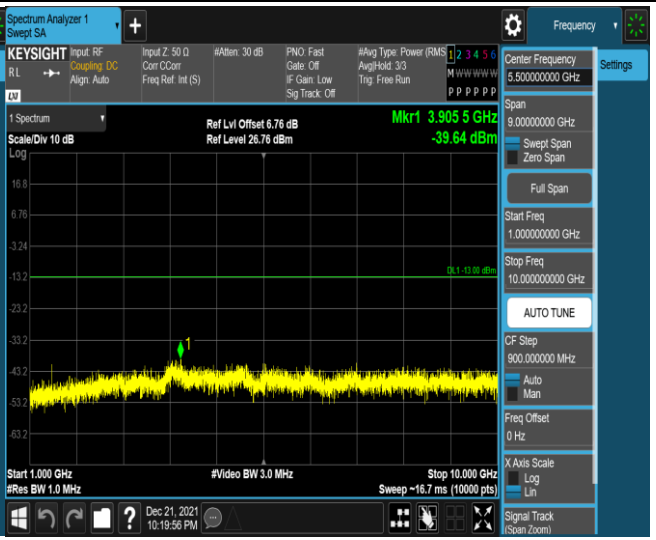 Spectrum Analyzer 1
Swept SA
Frequency
KEYSIGHT
RL
Input: RF
Coupling: DC
Align: Auto
Input Z: 50 Ω
Corr CCorr
Freq Ref: Int (S)
#Atten: 30 dB
PNO: Fast
Gate: Off
IF Gain: Low
Sig Track: Off
#Avg Type: Power (RMS
Avg|Hold: 3/3
Trig: Free Run
1 2 3 4 5 6
M W W W W W
P P P P P P
LXI
1 Spectrum
Scale/Div 10 dB
Log
Ref Lvl Offset 6.76 dB
Ref Level 26.76 dBm
Mkr1 3.905 5 GHz
-39.64 dBm
16.8
6.76
-3.24
-13.2
-23.2
-33.2
-43.2
-53.2
-63.2
DL1 -13.00 dBm
1
Start 1.000 GHz
#Res BW 1.0 MHz
#Video BW 3.0 MHz
Stop 10.000 GHz
Sweep ~16.7 ms (10000 pts)
Dec 21, 2021
10:19:56 PM
Center Frequency
5.500000000 GHz
Settings
Span
9.00000000 GHz
Swept Span
Zero Span
Full Span
Start Freq
1.000000000 GHz
Stop Freq
10.000000000 GHz
AUTO TUNE
CF Step
900.000000 MHz
Auto
Man
Freq Offset
0 Hz
X Axis Scale
Log
Lin
Signal Track
(Span Zoom)